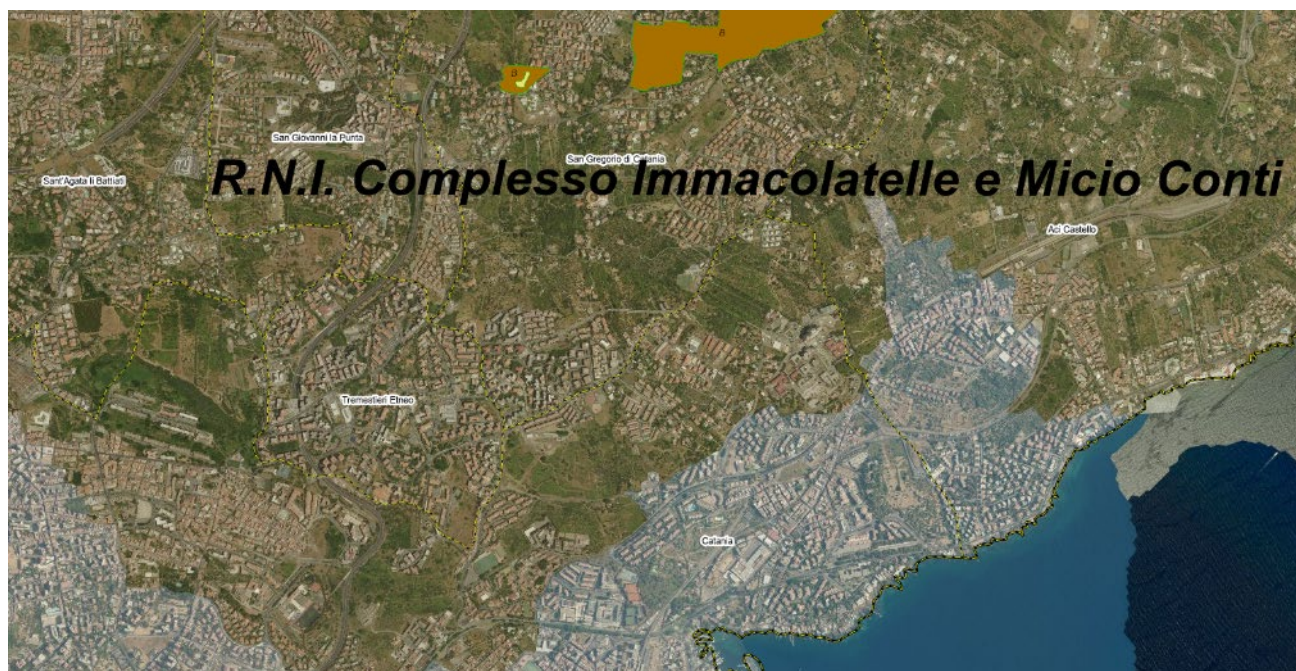 B
B
San Giovanni la Punta
San Gregorio di Catania
Sant'Agata li Battiati
R.N.I. Complesso Immacolatelle e Micio Conti
Aci Castello
Tremestieri Etneo
Catania